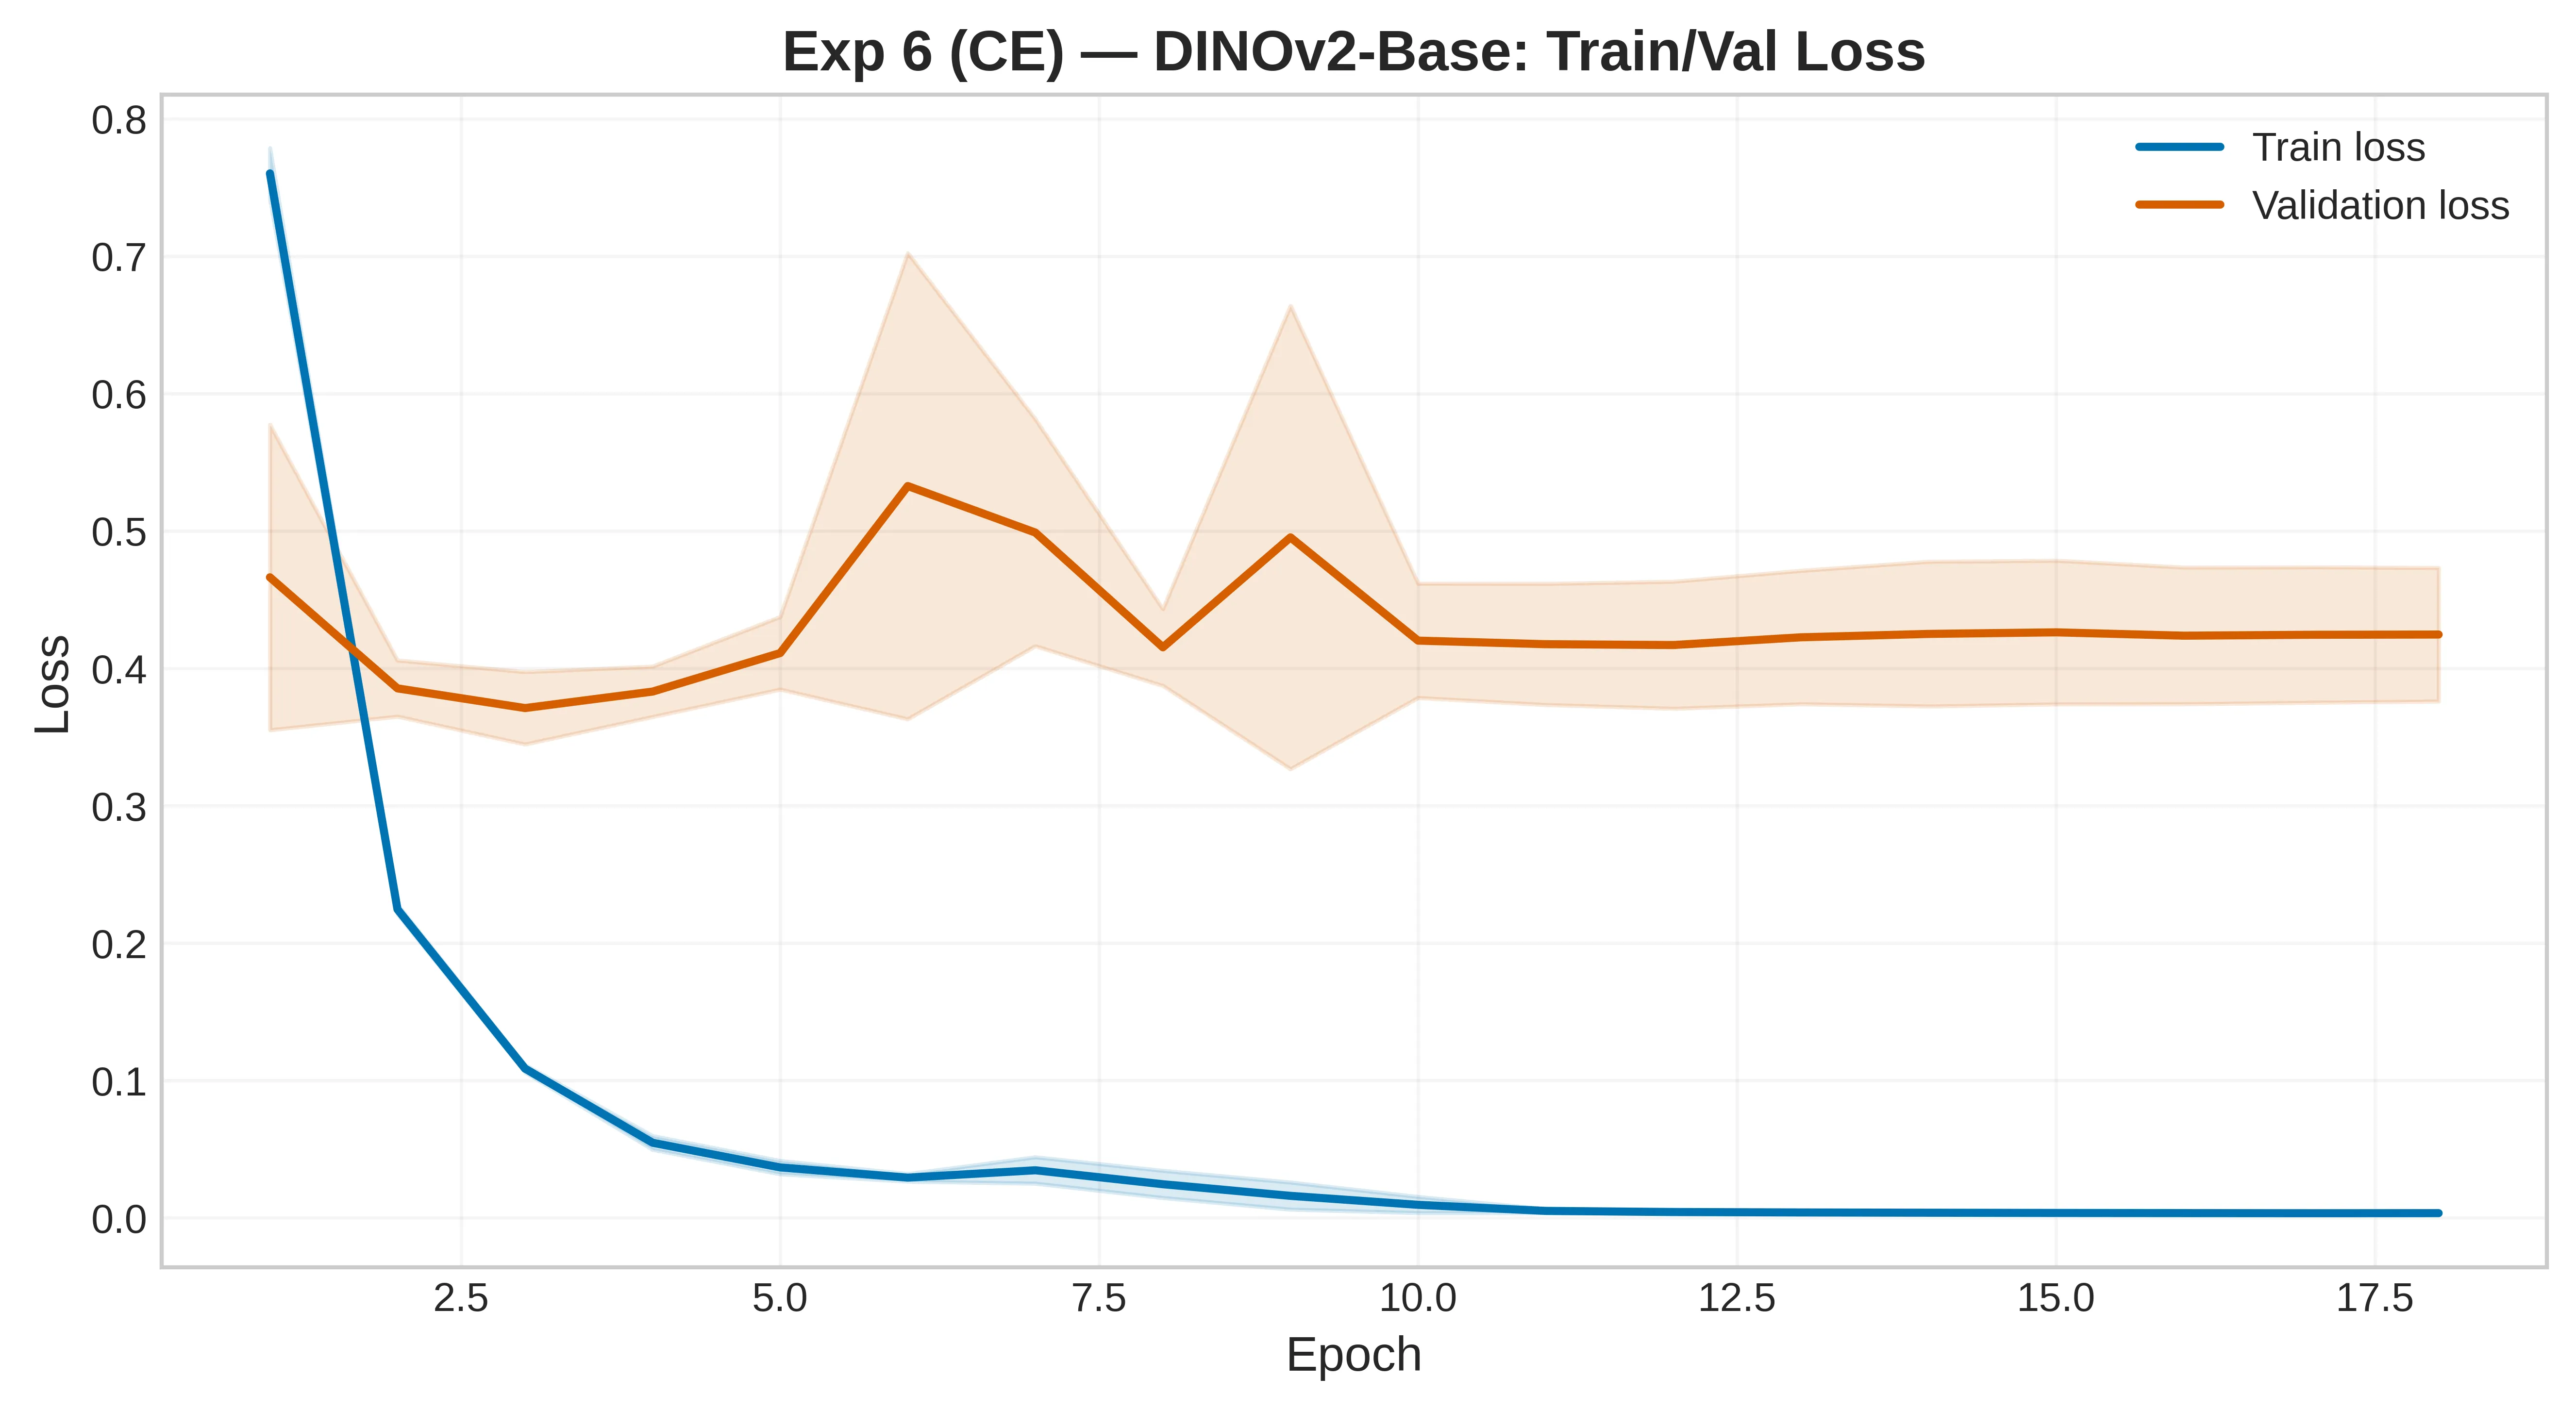 Exp 6 (CE) — DINOv2-Base: Train/Val Loss
Train loss
Validation loss
Loss
0.8
0.7
0.6
0.5
0.4
0.3
0.2
0.1
0.0
2.5 5.0 7.5 10.0 12.5 15.0 17.5
Epoch